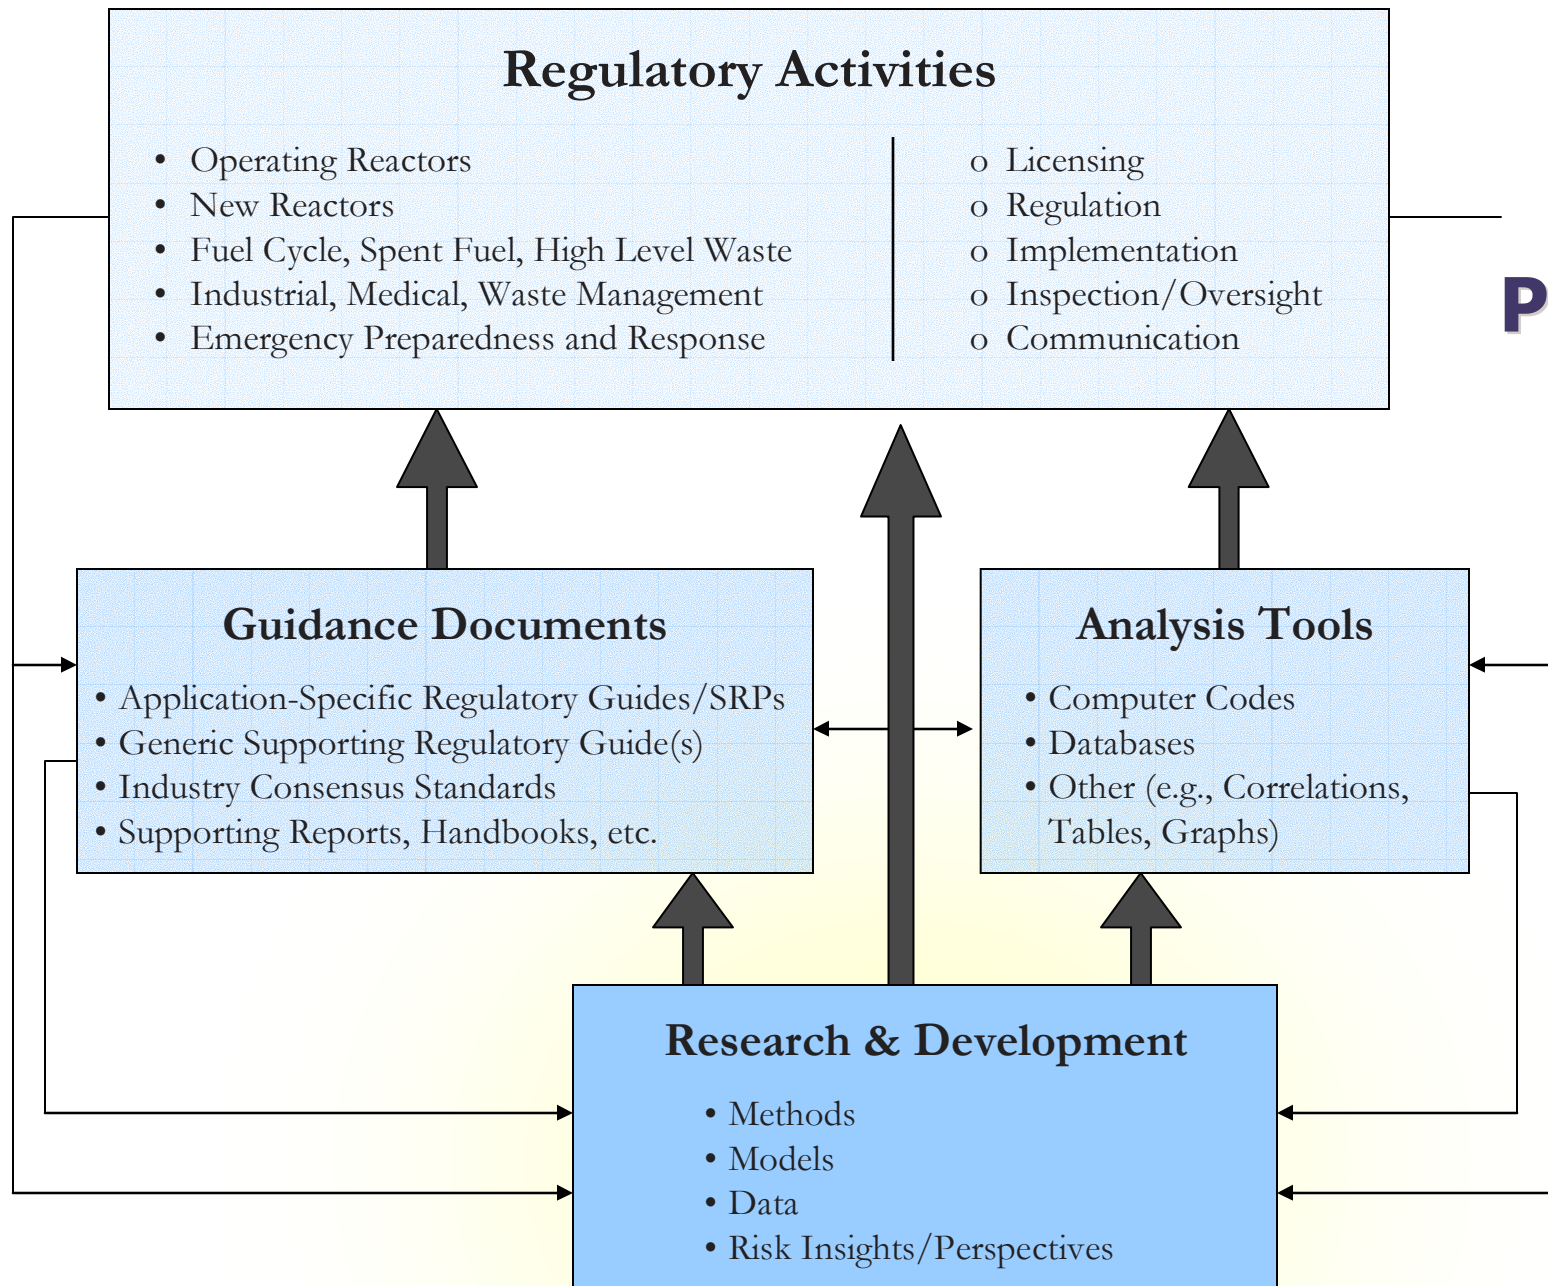 Regulatory Activities
• Operating Reactors
• New Reactors
• Fuel Cycle, Spent Fuel, High Level Waste
• Industrial, Medical, Waste Management
• Emergency Preparedness and Response
o Licensing
o Regulation
o Implementation
o Inspection/Oversight
o Communication
P
Guidance Documents
• Application-Specific Regulatory Guides/SRPs
• Generic Supporting Regulatory Guide(s)
• Industry Consensus Standards
• Supporting Reports, Handbooks, etc.
Analysis Tools
• Computer Codes
• Databases
• Other (e.g., Correlations,
Tables, Graphs)
Research & Development
• Methods
• Models
• Data
• Risk Insights/Perspectives